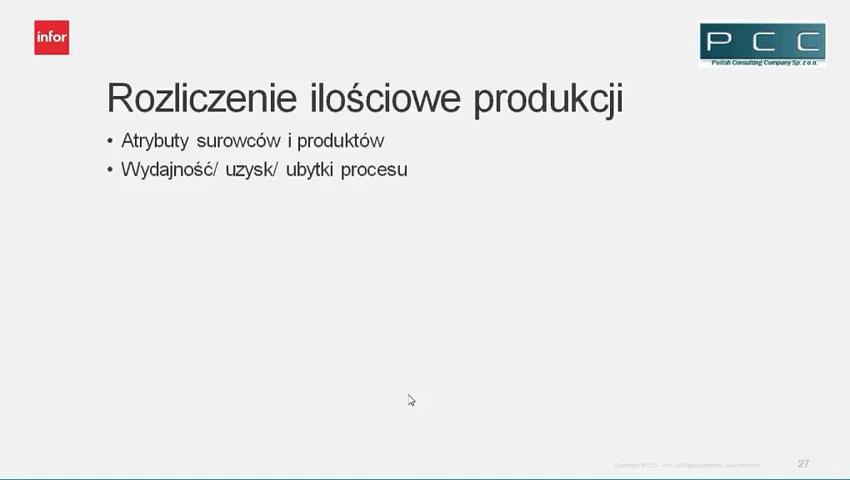 infor
P C C
Polish Consulting Company Sp. z o.o.
Rozliczenie ilościowe produkcji
• Atrybuty surowców i produktów
• Wydajność/ uzysk/ ubytki procesu
27